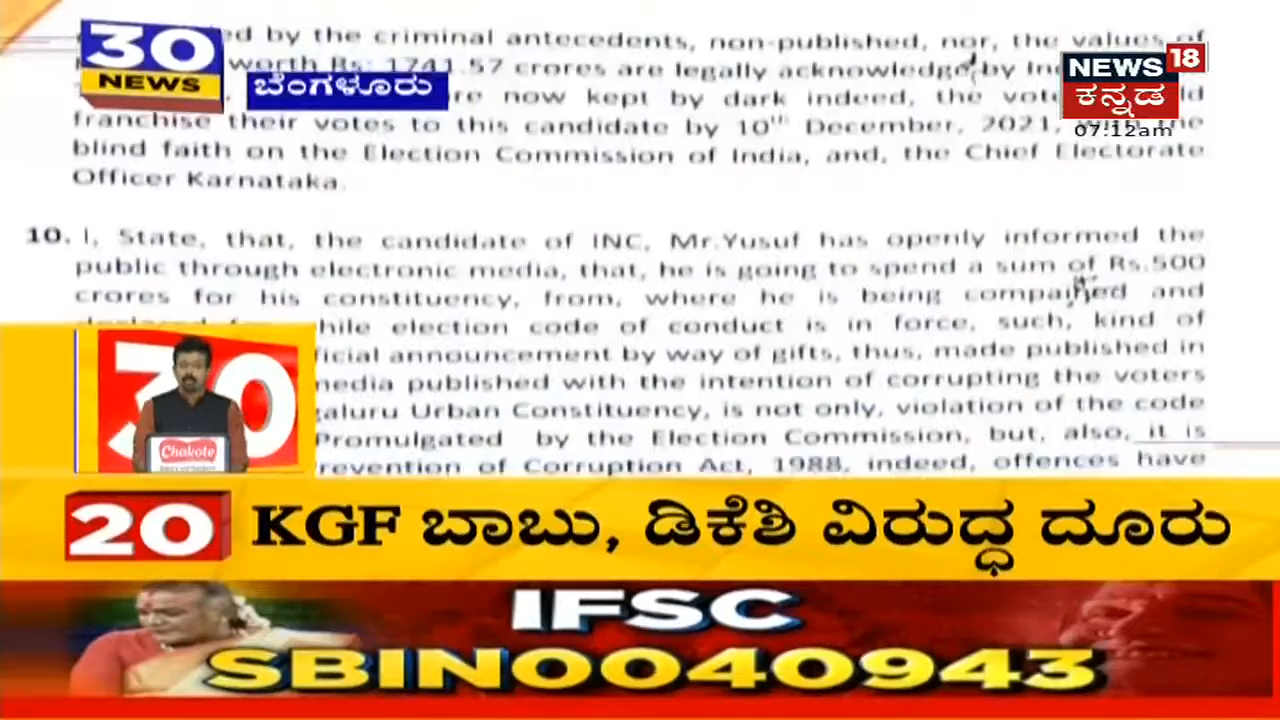 by the criminal antecedents, non-published, nor, the values of
worth Rs: 1741.57 crores are legally acknowledge by
now kept by dark indeed, the
franchise their votes to this candidate by 10th December, 2021, with the
blind faith on the Election Commission of India, and, the Chief Electorate
Officer Karnataka.
10. I, State, that, the candidate of INC, Mr.Yusuf has openly informed the
public through electronic media, that, he is going to spend a sum of Rs.500
crores for his constituency, from, where he is being and
election code of conduct is in force, such, kind of
announcement by way of gifts, thus, made published in
media published with the intention of corrupting the voters
Urban Constituency, is not only, violation of the code
Promulgated by the Election Commission, but, also, it is
of Corruption Act, 1988, indeed, offences have
30
NEWS
ಬೆಂಗಳೂರು
NEWS 18
ಕನ್ನಡ
07:12am
30
Chakote
20 KGF ಬಾಬು, ಡಿಕೆಶಿ ವಿರುದ್ಧ ದೂರು
IFSC
SBIN0040943